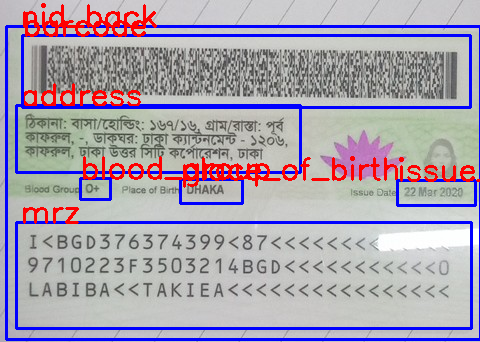 nid_back
barcode
address
ঠিকানা: বাসা/হোল্ডিং: ১৬৭/১৬, গ্রাম/রাস্তা: পূর্ব
কাফরুল, -, ডাকঘর: ঢাকা ক্যান্টনমেন্ট - ১২০৬,
কাফরুল, ঢাকা উত্তর সিটি কর্পোরেশন, ঢাকা
blood_group place_of_birth issue
Blood Group: O+ Place of Birth: DHAKA Issue Date: 22 Mar 2020
mrz
I<BGD376374399<87<<<<<<<<<<<<<
9710223F3503214BGD<<<<<<<<<<<0
LABIBA<<TAKIEA<<<<<<<<<<<<<<<<